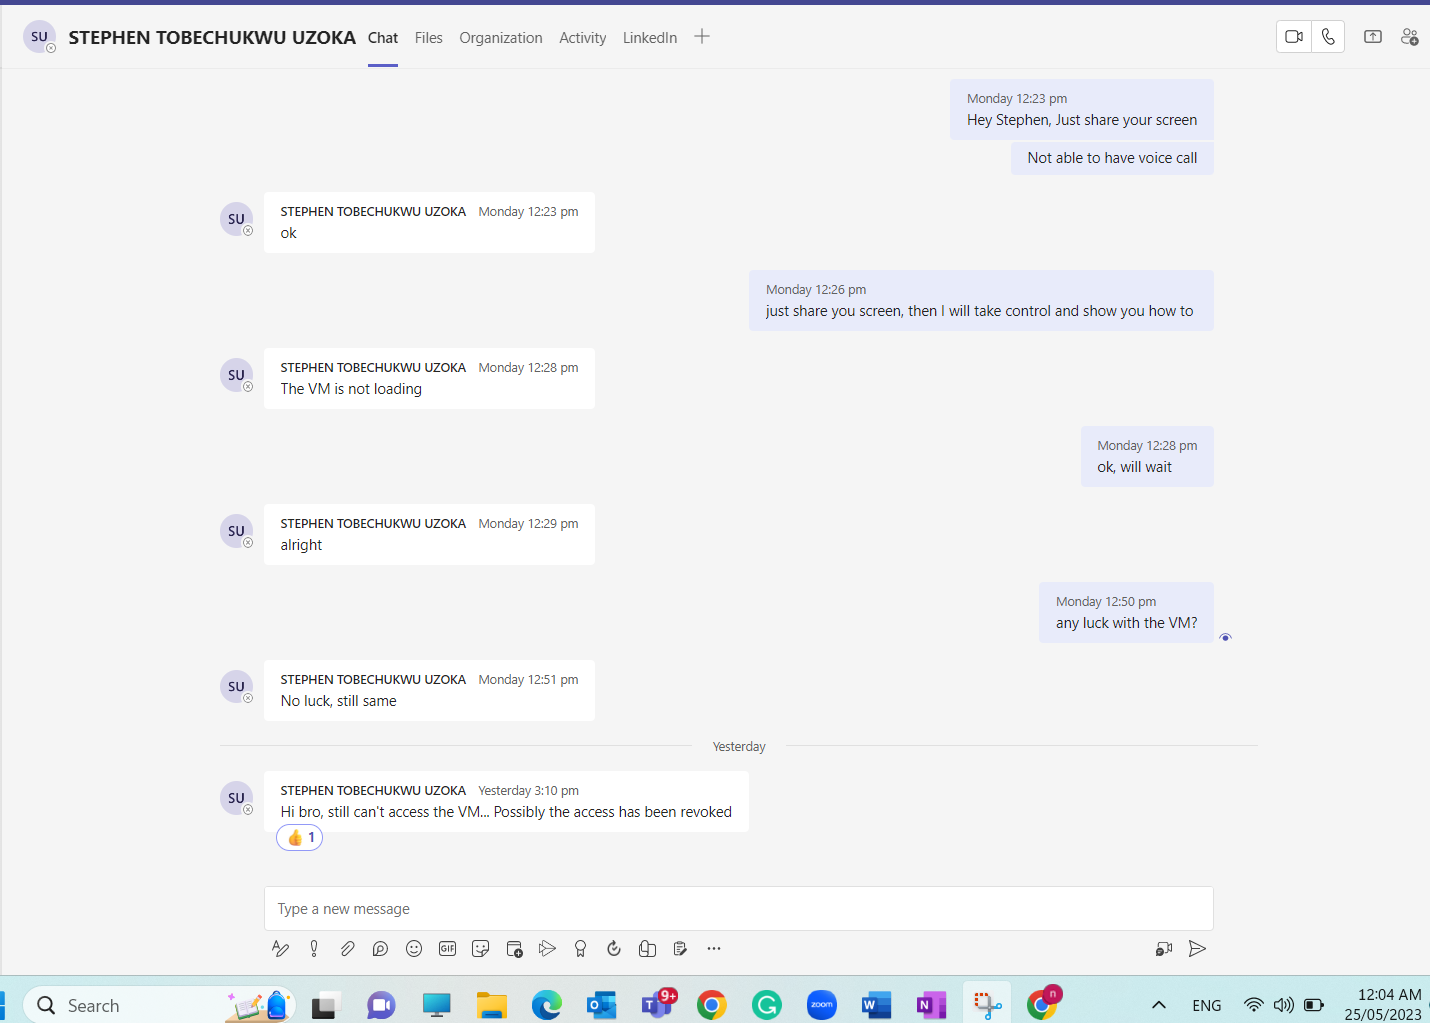 SU STEPHEN TOBECHUKWU UZOKA Chat Files Organization Activity LinkedIn
Monday 12:23 pm
Hey Stephen, Just share your screen
Not able to have voice call
SU STEPHEN TOBECHUKWU UZOKA Monday 12:23 pm
ok
Monday 12:26 pm
just share you screen, then I will take control and show you how to
SU STEPHEN TOBECHUKWU UZOKA Monday 12:28 pm
The VM is not loading
Monday 12:28 pm
ok, will wait
SU STEPHEN TOBECHUKWU UZOKA Monday 12:29 pm
alright
Monday 12:50 pm
any luck with the VM?
SU STEPHEN TOBECHUKWU UZOKA Monday 12:51 pm
No luck, still same
Yesterday
SU STEPHEN TOBECHUKWU UZOKA Yesterday 3:10 pm
Hi bro, still can't access the VM... Possibly the access has been revoked
👍 1
Type a new message
GIF
Search 9+ zoom n ENG 12:04 AM
25/05/2023